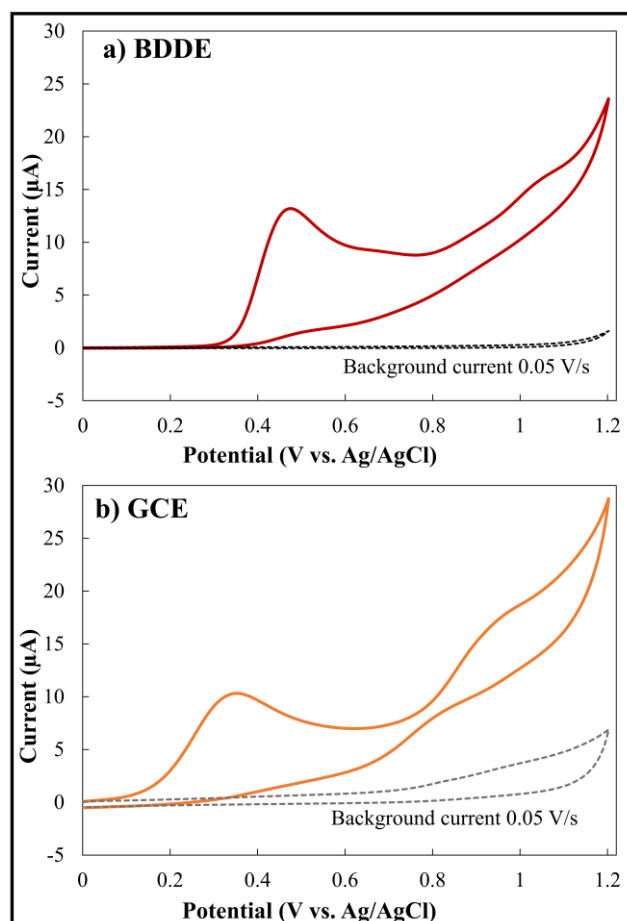 a) BDDE
30
25
20
15
10
5
0
-5
Current (µA)
Background current 0.05 V/s
0 0.2 0.4 0.6 0.8 1 1.2
Potential (V vs. Ag/AgCl)
b) GCE
30
25
20
15
10
5
0
-5
Current (µA)
Background current 0.05 V/s
0 0.2 0.4 0.6 0.8 1 1.2
Potential (V vs. Ag/AgCl)